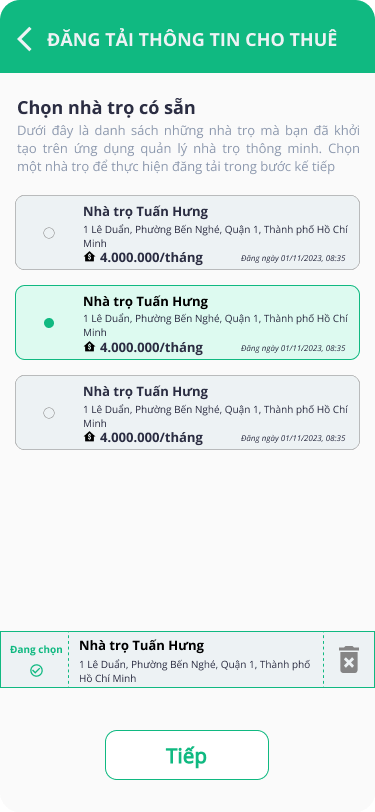 ĐĂNG TẢI THÔNG TIN CHO THUÊ
Chọn nhà trọ có sẵn
Dưới đây là danh sách những nhà trọ mà bạn đã khởi
tạo trên ứng dụng quản lý nhà trọ thông minh. Chọn
một nhà trọ để thực hiện đăng tải trong bước kế tiếp
Nhà trọ Tuấn Hưng
1 Lê Duẩn, Phường Bến Nghé, Quận 1, Thành phố Hồ Chí
Minh
4.000.000/tháng
Đăng ngày 01/11/2023, 08:35
Nhà trọ Tuấn Hưng
1 Lê Duẩn, Phường Bến Nghé, Quận 1, Thành phố Hồ Chí
Minh
4.000.000/tháng
Đăng ngày 01/11/2023, 08:35
Nhà trọ Tuấn Hưng
1 Lê Duẩn, Phường Bến Nghé, Quận 1, Thành phố Hồ Chí
Minh
4.000.000/tháng
Đăng ngày 01/11/2023, 08:35
Đang chọn
Nhà trọ Tuấn Hưng
1 Lê Duẩn, Phường Bến Nghé, Quận 1, Thành phố
Hồ Chí Minh
Tiếp